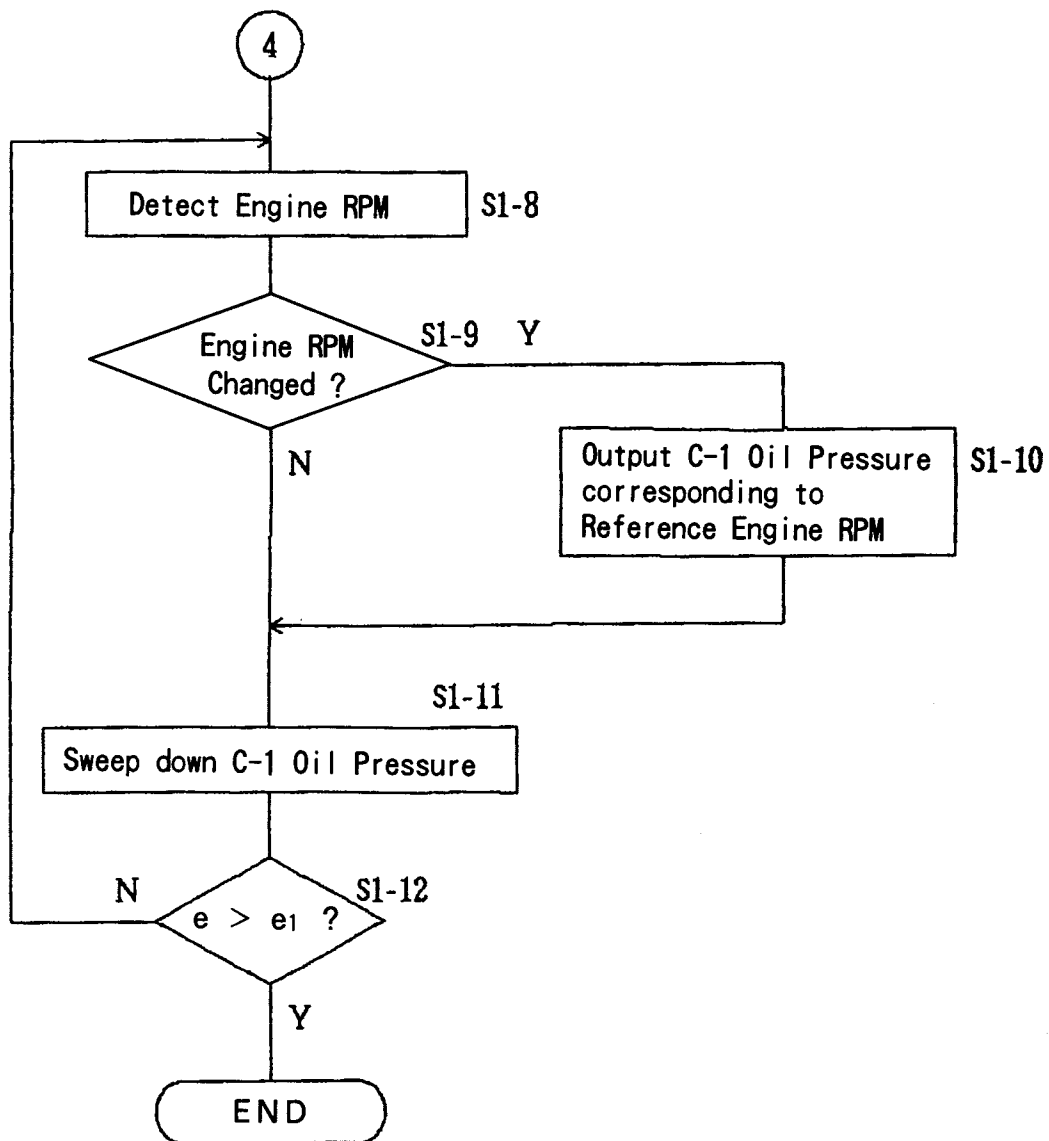 4
Detect Engine RPM
S1-8
Engine RPM
Changed ?
S1-9
Y
N
Output C-1 Oil Pressure
corresponding to
Reference Engine RPM
S1-10
S1-11
Sweep down C-1 Oil Pressure
N
S1-12
e > e1 ?
Y
END